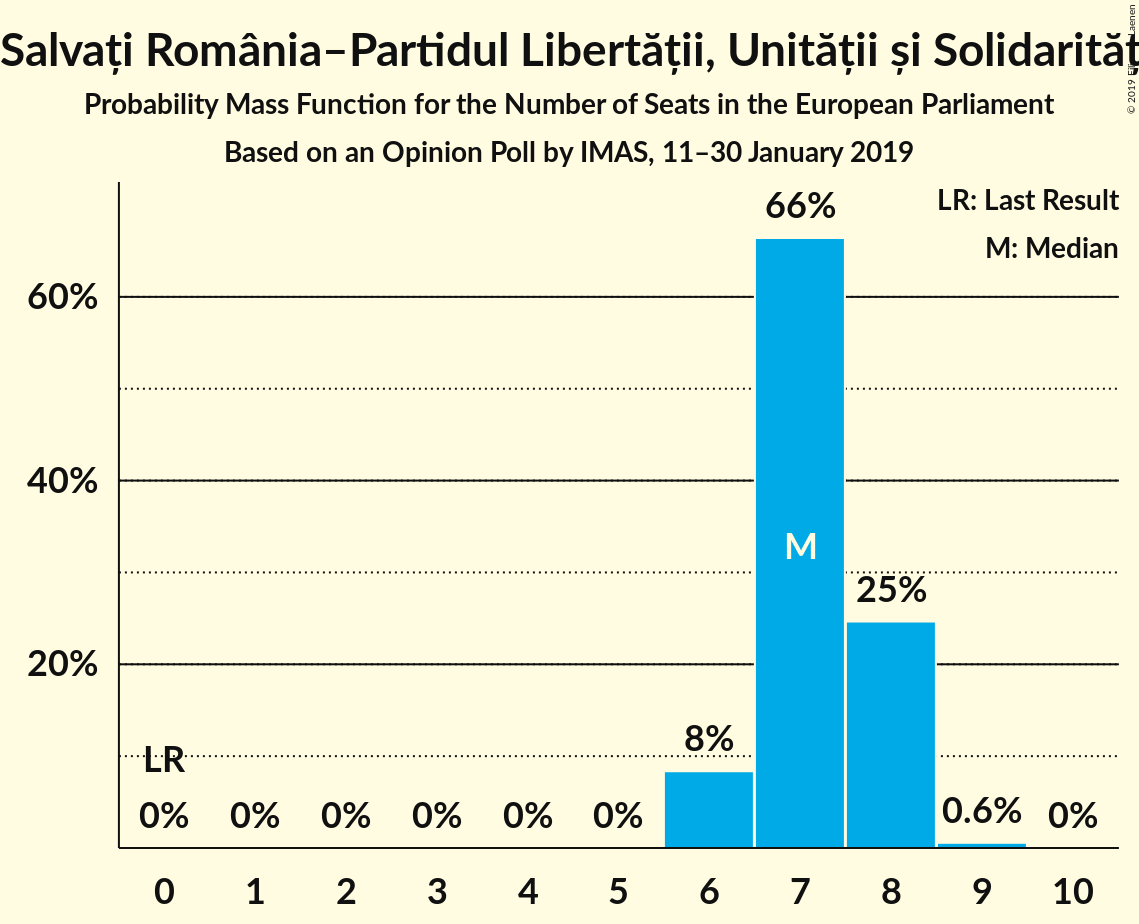 Salvați România–Partidul Libertății, Unității și Solidarităț
Probability Mass Function for the Number of Seats in the European Parliament
Based on an Opinion Poll by IMAS, 11–30 January 2019
© 2019 Laenen
LR: Last Result
M: Median
66%
60%
40%
M
25%
20%
8%
LR
0% 0% 0% 0% 0% 0% 0.6% 0%
0 1 2 3 4 5 6 7 8 9 10